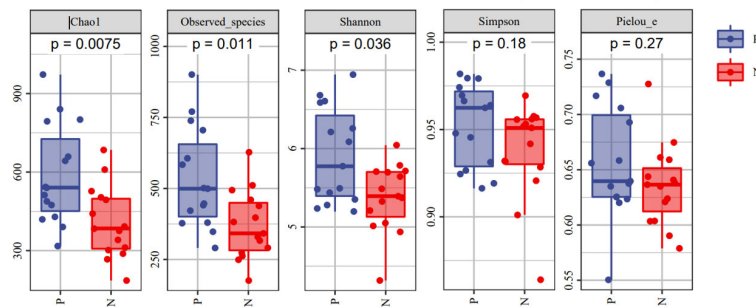 Chao1
p = 0.0075
900
600
300
P
N
Observed_species
p = 0.011
1000
750
500
250
P
N
Shannon
p = 0.036
7
6
5
P
N
Simpson
p = 0.18
1.00
0.95
0.90
P
N
Pielou_e
p = 0.27
0.75
0.70
0.65
0.60
0.55
P
N